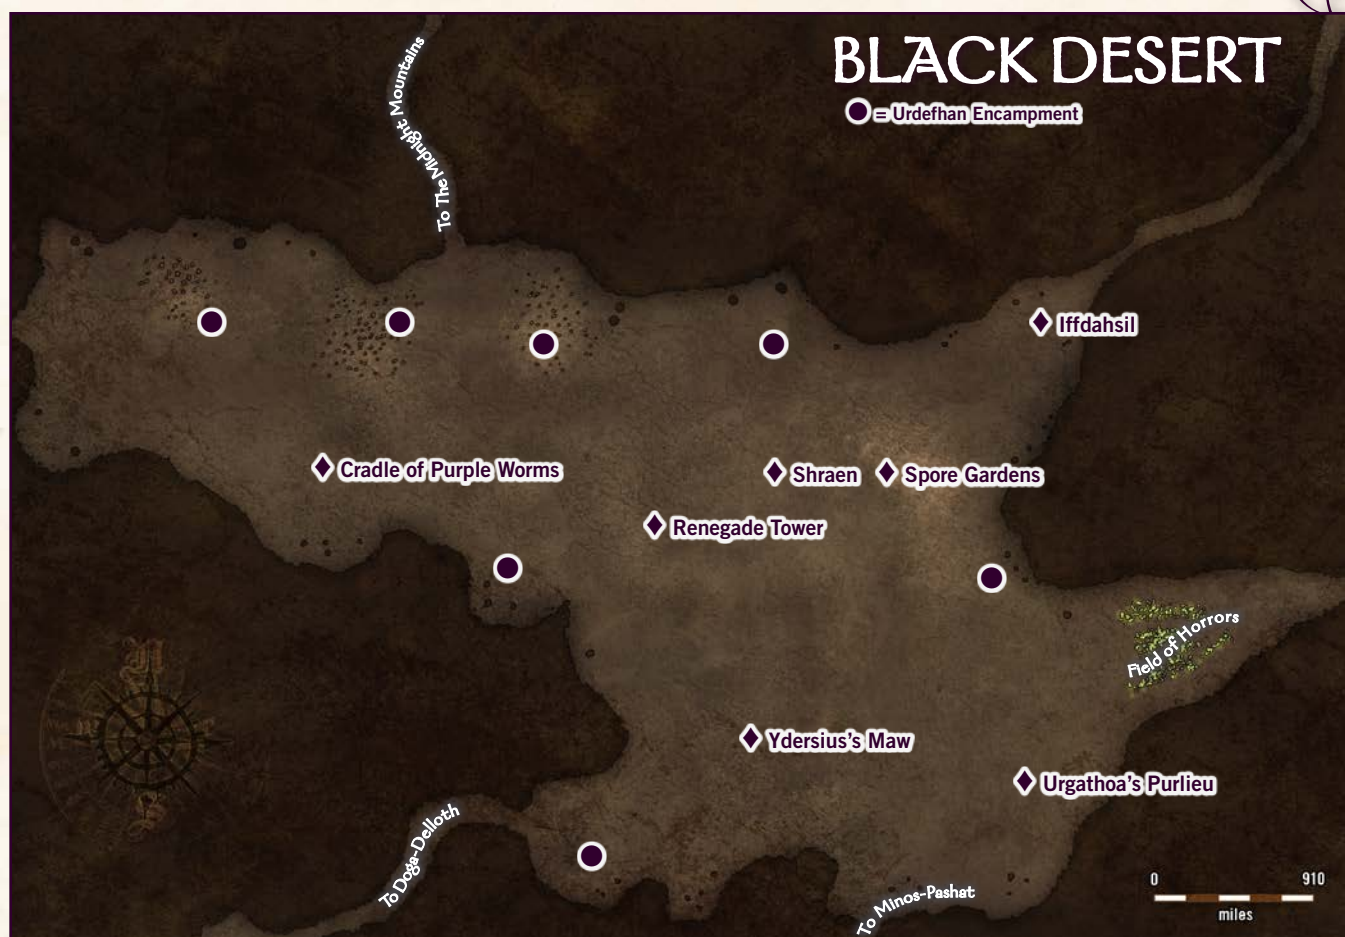 BLACK DESERT
= Urdefhan Encampment
To The Midnight Mountains
Iffdahsil
Cradle of Purple Worms
Shraen
Spore Gardens
Renegade Tower
Field of Horrors
Ydersius's Maw
Urgathoa's Purlieu
To Doga-Delloth
To Minos-Pashat
0 910
miles